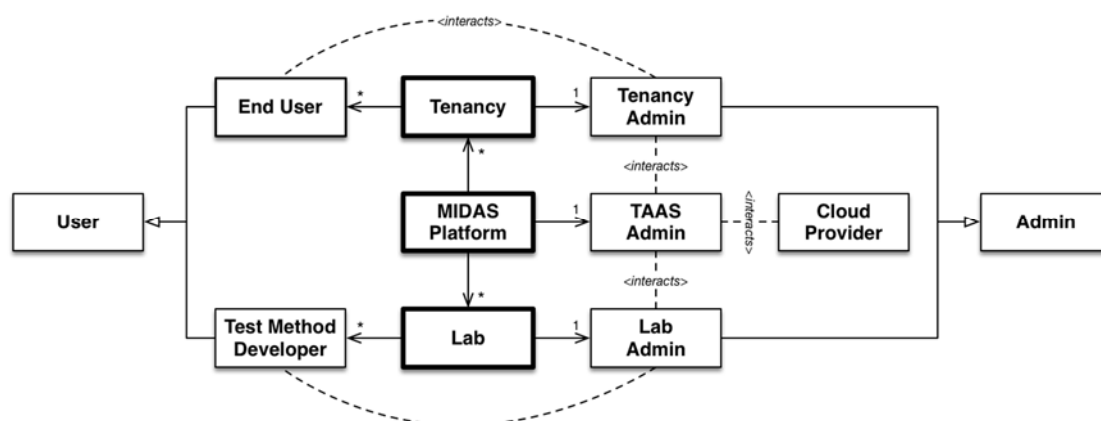 <interacts>
End User
*
Tenancy
1
Tenancy
Admin
*
<interacts>
User
MIDAS
Platform
1
TAAS
Admin
<interacts>
Cloud
Provider
Admin
*
<interacts>
Test Method
Developer
*
Lab
1
Lab
Admin